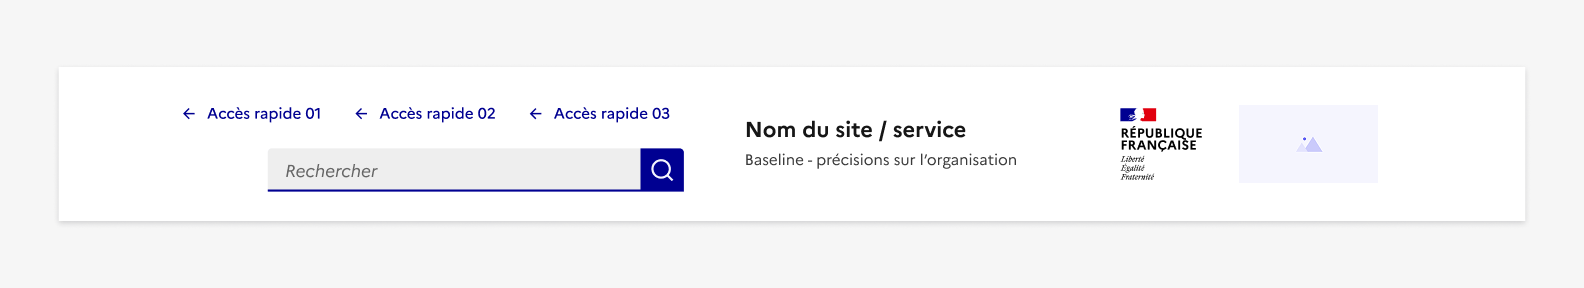 Accès rapide 01
Accès rapide 02
Accès rapide 03
Rechercher
Nom du site / service
Baseline - précisions sur l’organisation
RÉPUBLIQUE
FRANÇAISE
Liberté
Égalité
Fraternité